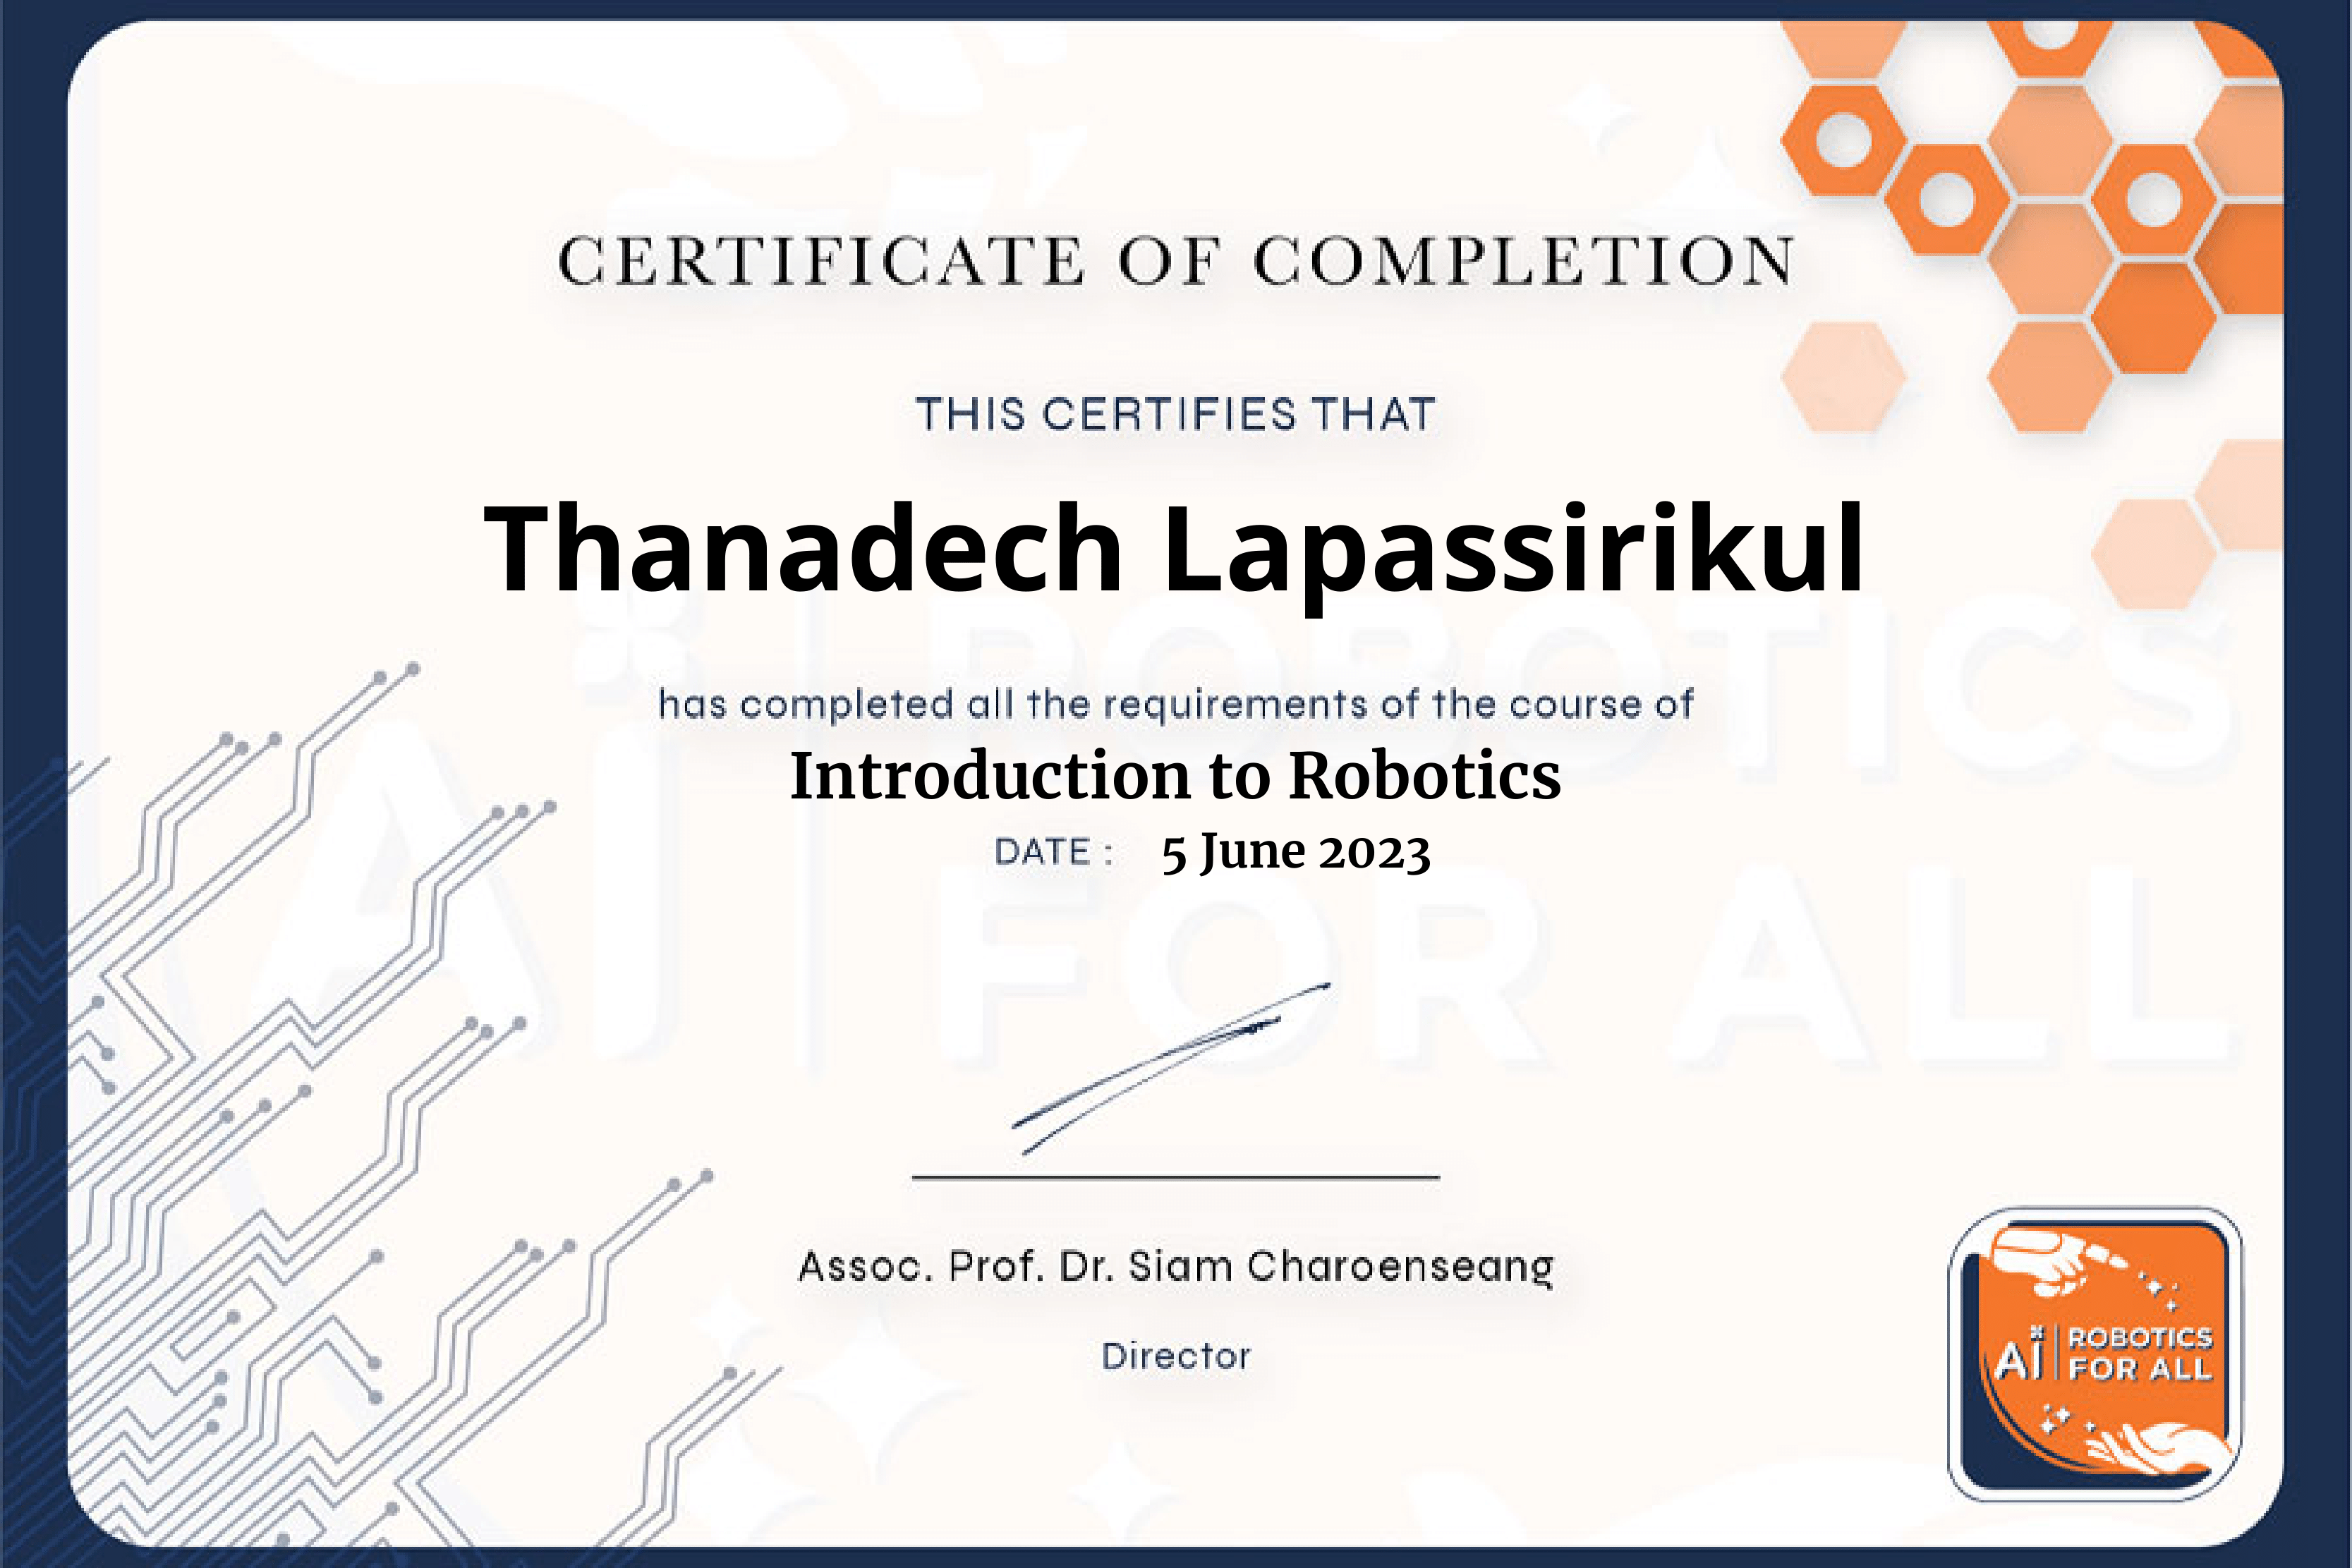 CERTIFICATE OF COMPLETION
THIS CERTIFIES THAT
Thanadech Lapassirikul
has completed all the requirements of the course of
Introduction to Robotics
DATE : 5 June 2023
Assoc. Prof. Dr. Siam Charoenseang
Director
Ai ROBOTICS
FOR ALL
Ai ROBOTICS
FOR ALL